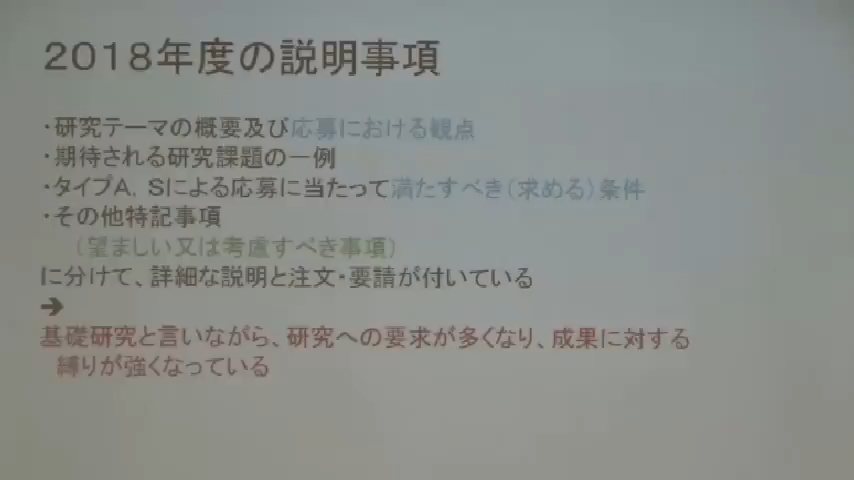 ２０１８年度の説明事項
・研究テーマの概要及び応募における観点
・期待される研究課題の一例
・タイプＡ，Ｓによる応募に当たって満たすべき（求める）条件
・その他特記事項
（望ましい又は考慮すべき事項）
に分けて、詳細な説明と注文・要請が付いている
➔
基礎研究と言いながら、研究への要求が多くなり、成果に対する
縛りが強くなっている